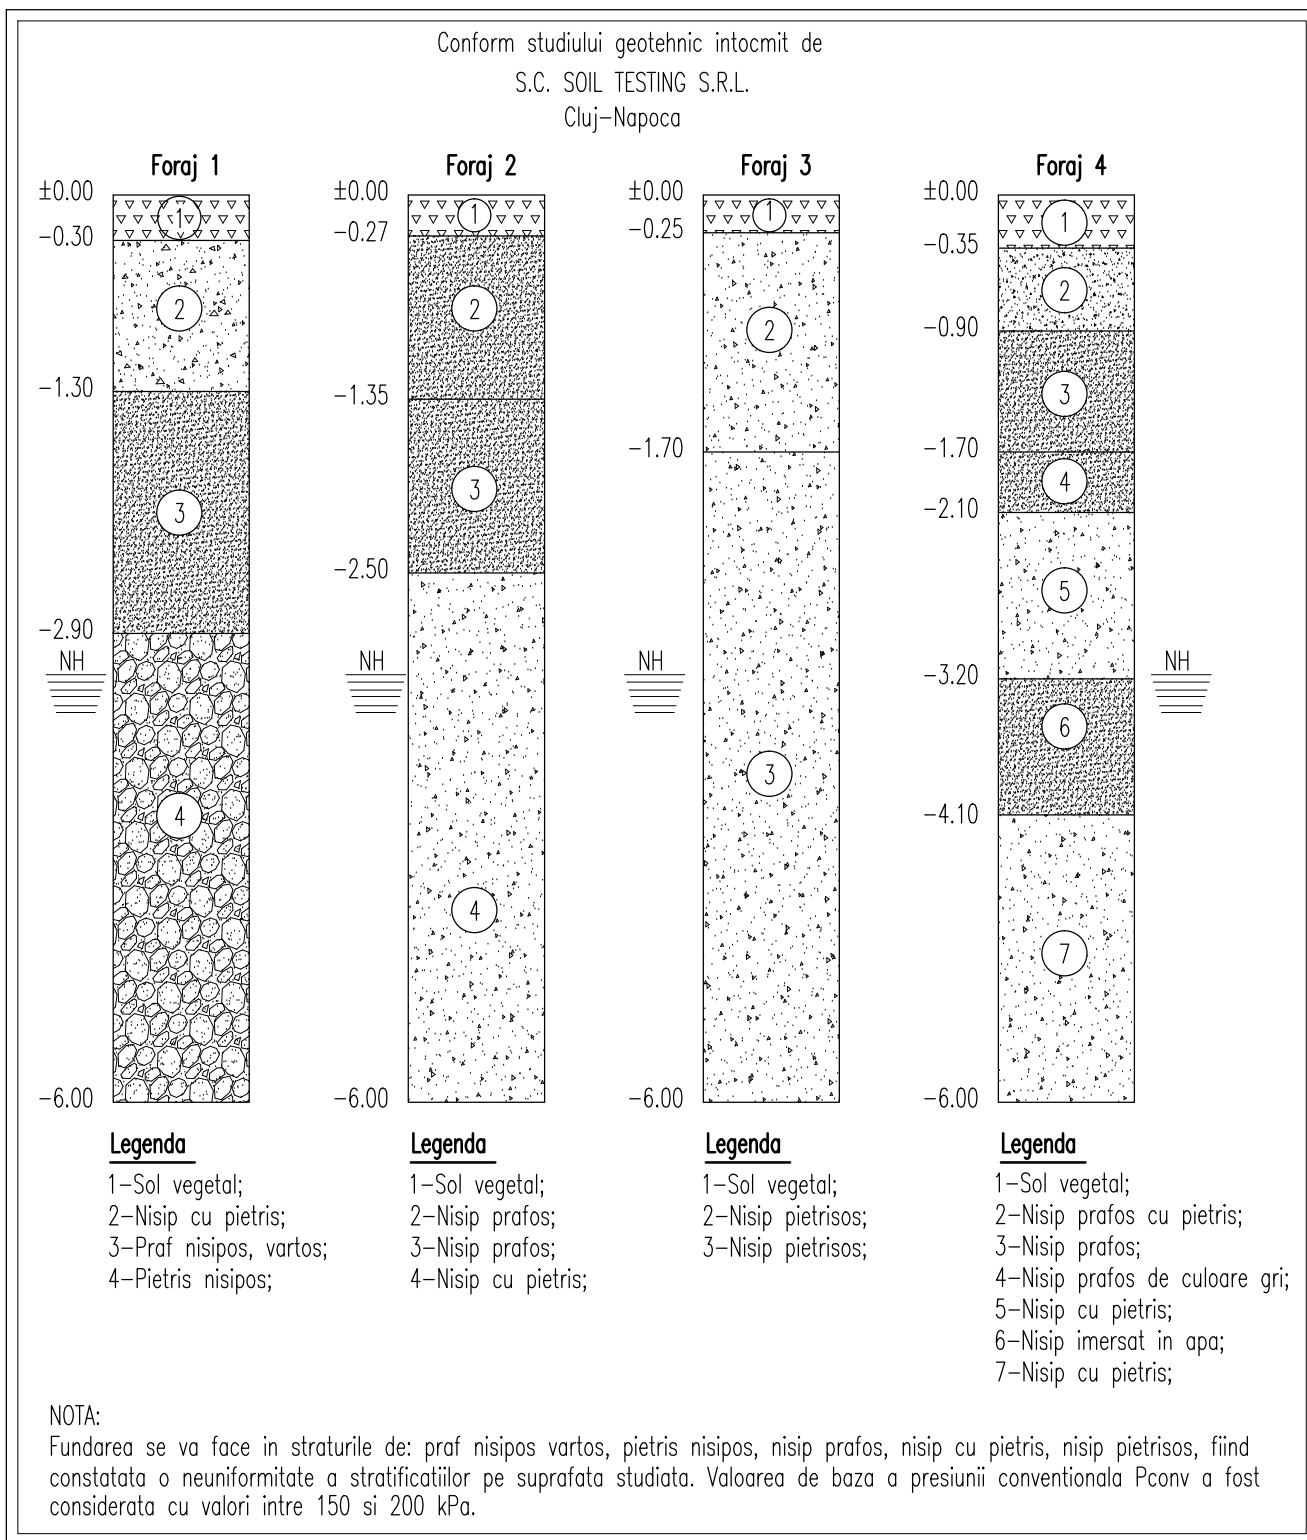 Conform studiului geotehnic intocmit de
S.C. SOIL TESTING S.R.L.
Cluj-Napoca
Foraj 1
±0.00
1
-0.30
2
-1.30
3
-2.90
NH
4
-6.00
Legenda
1-Sol vegetal;
2-Nisip cu pietris;
3-Praf nisipos, vartos;
4-Pietris nisipos;
Foraj 2
±0.00
1
-0.27
2
-1.35
3
-2.50
NH
4
-6.00
Legenda
1-Sol vegetal;
2-Nisip prafos;
3-Nisip prafos;
4-Nisip cu pietris;
Foraj 3
±0.00
1
-0.25
2
-1.70
NH
3
-6.00
Legenda
1-Sol vegetal;
2-Nisip pietrisos;
3-Nisip pietrisos;
Foraj 4
±0.00
1
-0.35
2
-0.90
3
-1.70
4
-2.10
5
-3.20
NH
6
-4.10
7
-6.00
Legenda
1-Sol vegetal;
2-Nisip prafos cu pietris;
3-Nisip prafos;
4-Nisip prafos de culoare gri;
5-Nisip cu pietris;
6-Nisip imersat in apa;
7-Nisip cu pietris;
NOTA:
Fundarea se va face in straturile de: praf nisipos vartos, pietris nisipos, nisip prafos, nisip cu pietris, nisip pietrisos, fiind
constatata o neuniformitate a stratificatiilor pe suprafata studiata. Valoarea de baza a presiunii conventionala Pconv a fost
considerata cu valori intre 150 si 200 kPa.